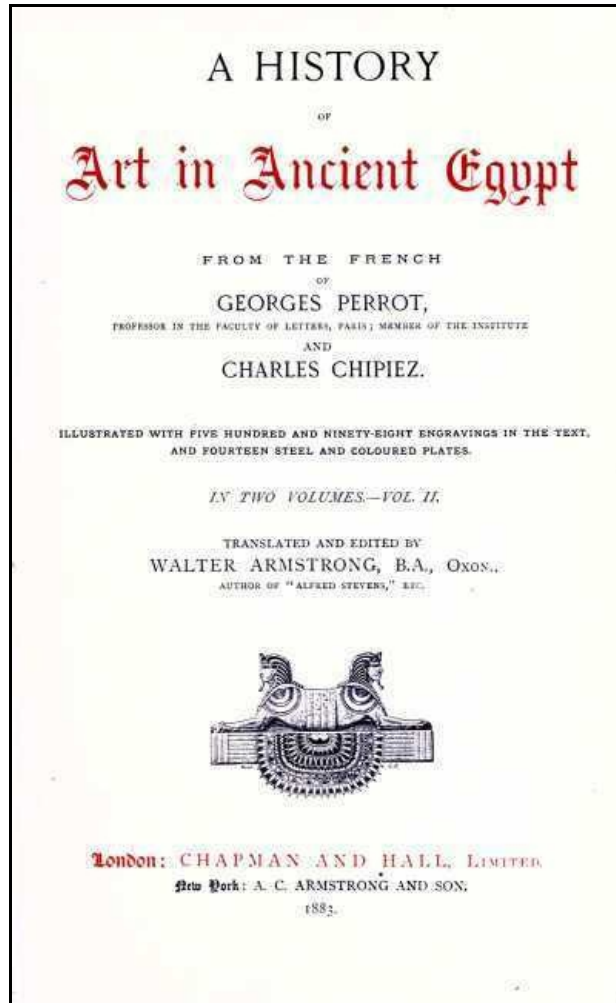 A HISTORY
OF
Art in Ancient Egypt
FROM THE FRENCH
OF
GEORGES PERROT,
PROFESSOR IN THE FACULTY OF LETTERS, PARIS; MEMBER OF THE INSTITUTE
AND
CHARLES CHIPIEZ.
ILLUSTRATED WITH FIVE HUNDRED AND NINETY-EIGHT ENGRAVINGS IN THE TEXT,
AND FOURTEEN STEEL AND COLOURED PLATES.
IN TWO VOLUMES.—VOL. II.
TRANSLATED AND EDITED BY
WALTER ARMSTRONG, B.A., OXON.,
AUTHOR OF "ALFRED STEVENS," ETC.
London: CHAPMAN AND HALL, LIMITED.
New York: A. C. ARMSTRONG AND SON.
1883.